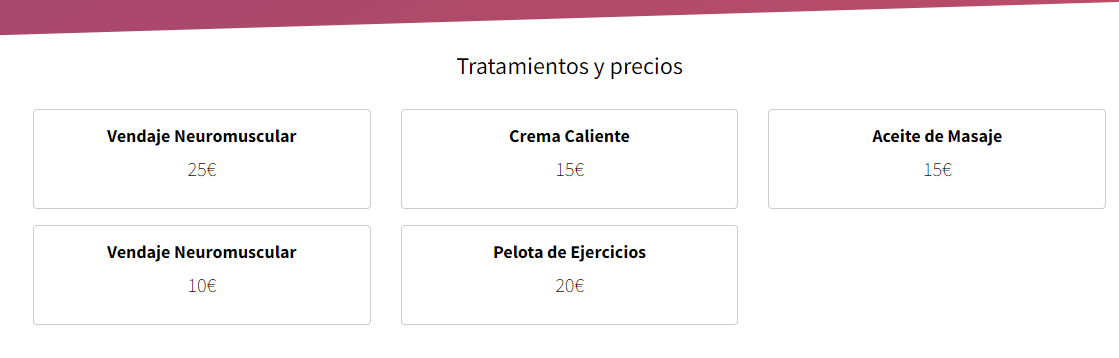 Tratamientos y precios
Vendaje Neuromuscular
25€
Crema Caliente
15€
Aceite de Masaje
15€
Vendaje Neuromuscular
10€
Pelota de Ejercicios
20€